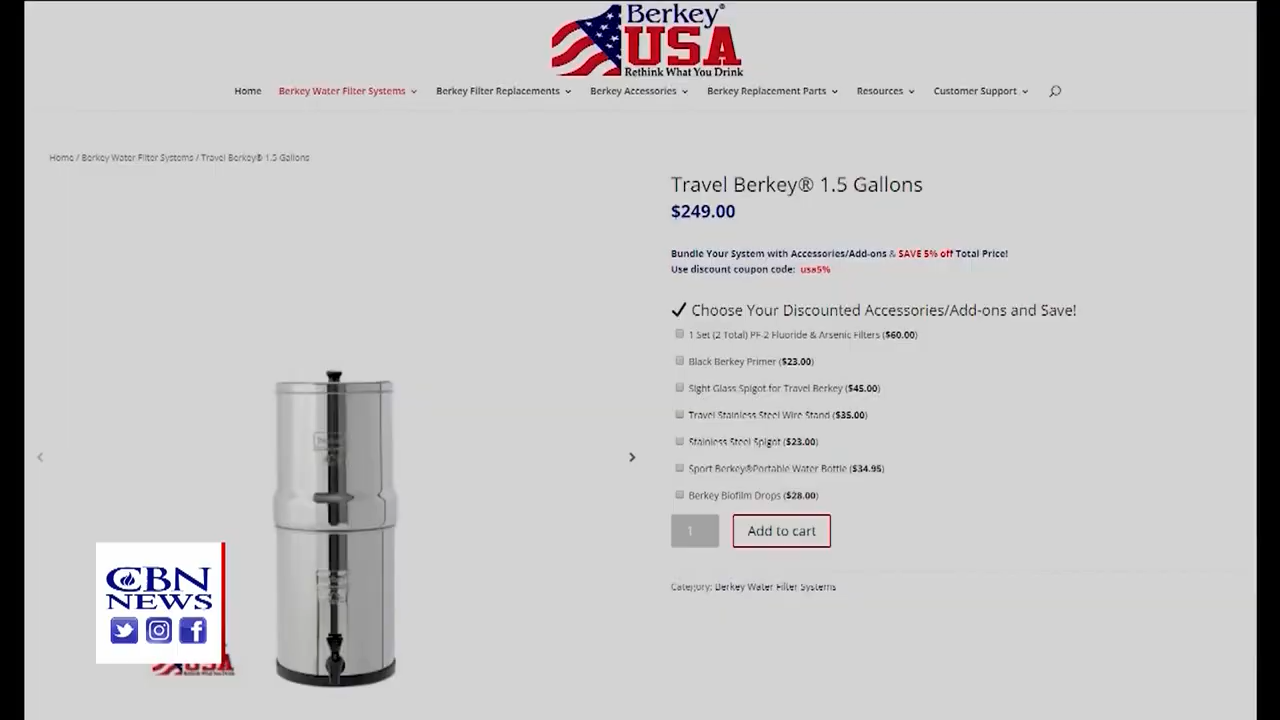 Berkey®
USA
Rethink What You Drink
Home Berkey Water Filter Systems Berkey Filter Replacements Berkey Accessories Berkey Replacement Parts Resources Customer Support
Home / Berkey Water Filter Systems / Travel Berkey® 1.5 Gallons
Travel Berkey® 1.5 Gallons
$249.00
Bundle Your System with Accessories/Add-ons & SAVE 5% off Total Price!
Use discount coupon code: usa5%
Choose Your Discounted Accessories/Add-ons and Save!
1 Set (2 Total) PF-2 Fluoride & Arsenic Filters ($60.00)
Black Berkey Primer ($23.00)
Sight Glass Spigot for Travel Berkey ($45.00)
Travel Stainless Steel Wire Stand ($35.00)
Stainless Steel Spigot ($23.00)
Sport Berkey®Portable Water Bottle ($34.95)
Berkey Biofilm Drops ($28.00)
1 Add to cart
Category: Berkey Water Filter Systems
CBN
NEWS
USA
Rethink What You Drink